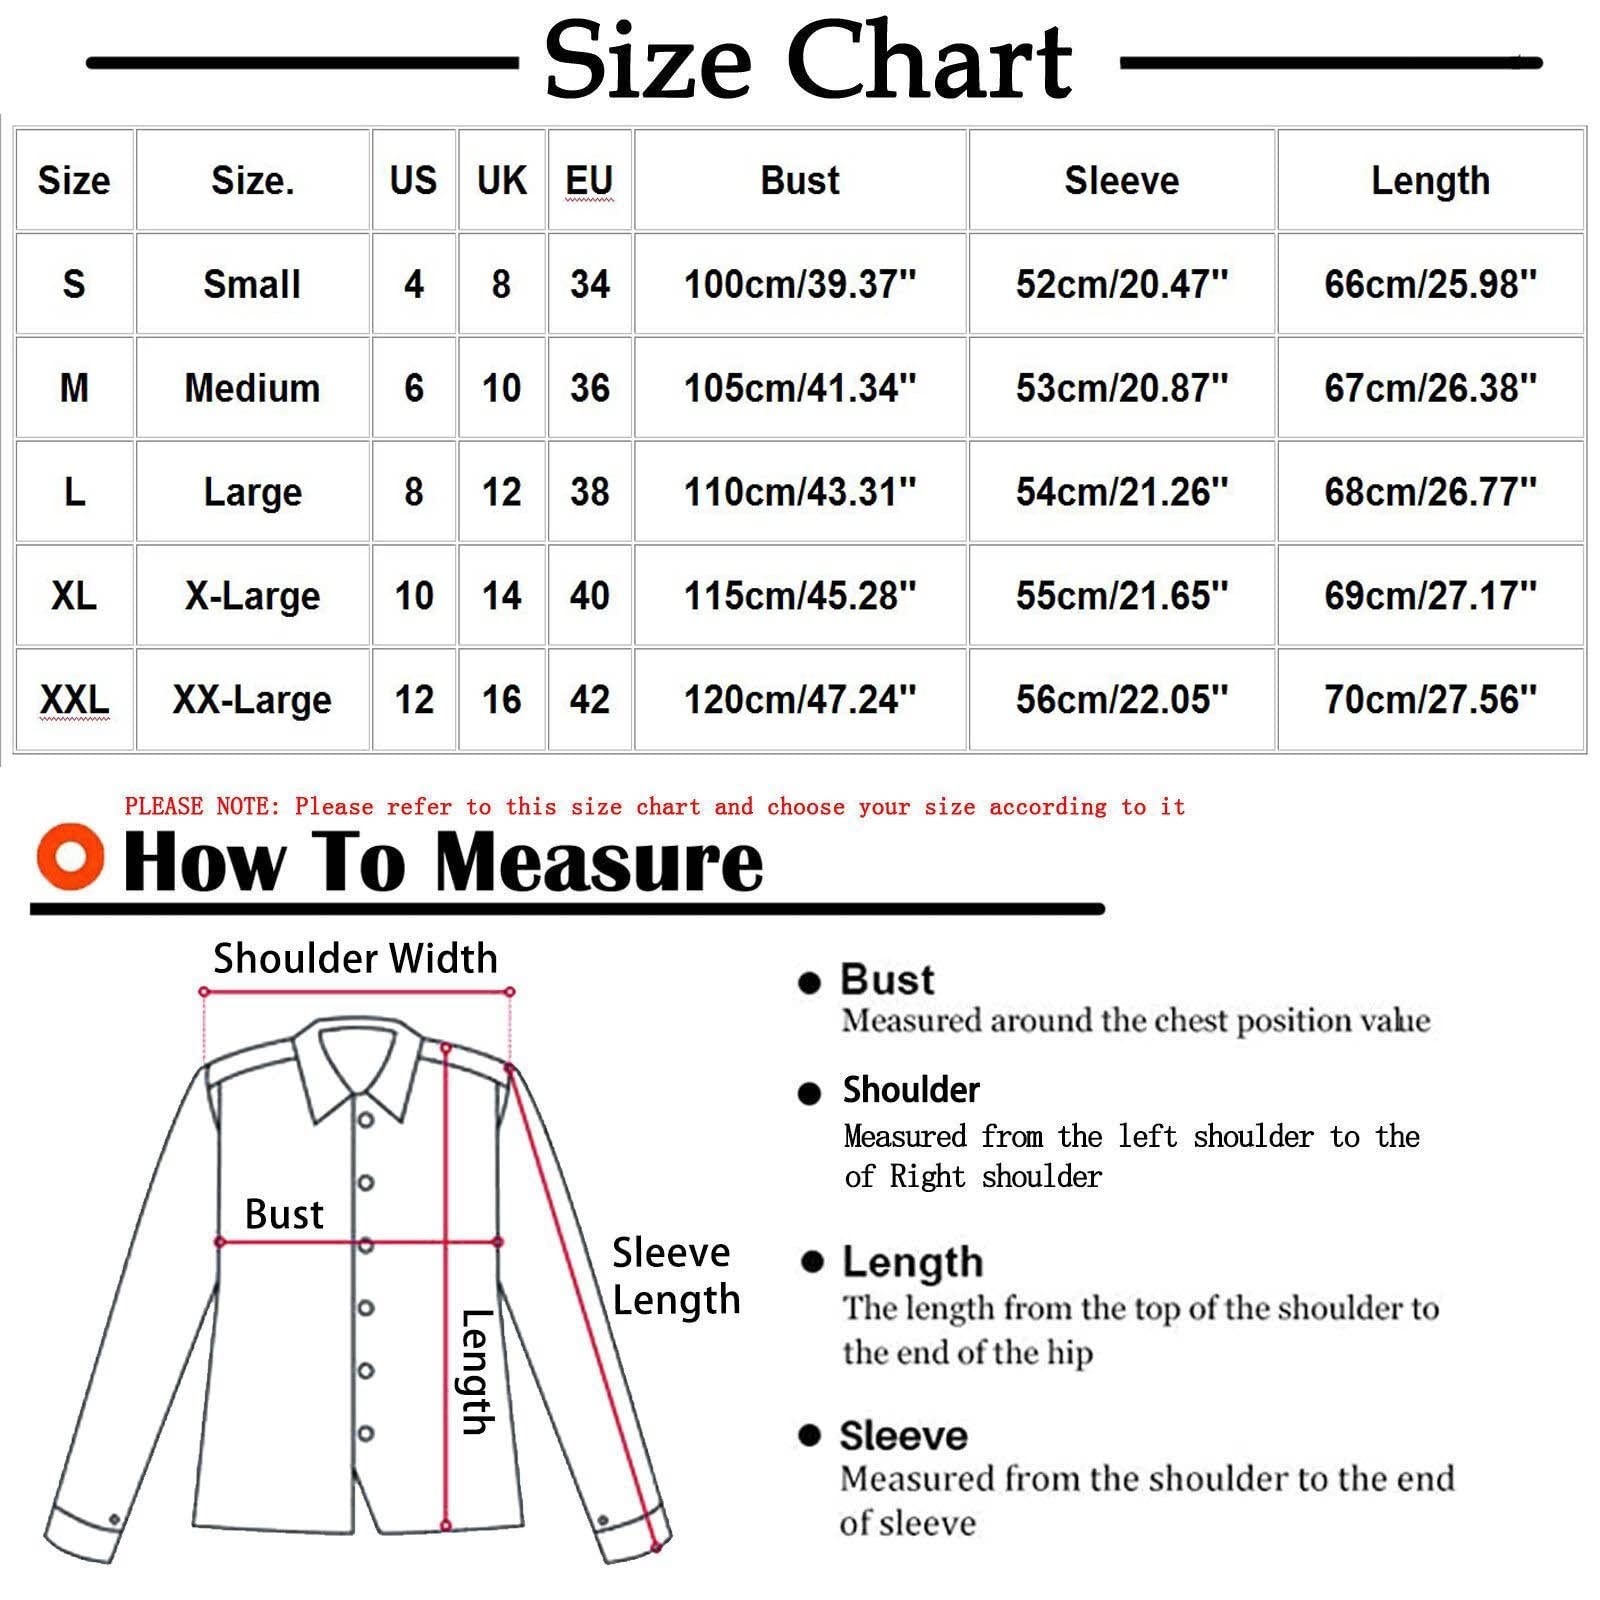 Size Chart
Size Size. US UK EU Bust Sleeve Length
S Small 4 8 34 100cm/39.37" 52cm/20.47" 66cm/25.98"
M Medium 6 10 36 105cm/41.34" 53cm/20.87" 67cm/26.38"
L Large 8 12 38 110cm/43.31" 54cm/21.26" 68cm/26.77"
XL X-Large 10 14 40 115cm/45.28" 55cm/21.65" 69cm/27.17"
XXL XX-Large 12 16 42 120cm/47.24" 56cm/22.05" 70cm/27.56"
PLEASE NOTE: Please refer to this size chart and choose your size according to it
How To Measure
Shoulder Width
Bust
Length
Sleeve
Length
Bust
Measured around the chest position value
Shoulder
Measured from the left shoulder to the
of Right shoulder
Length
The length from the top of the shoulder to
the end of the hip
Sleeve
Measured from the shoulder to the end
of sleeve